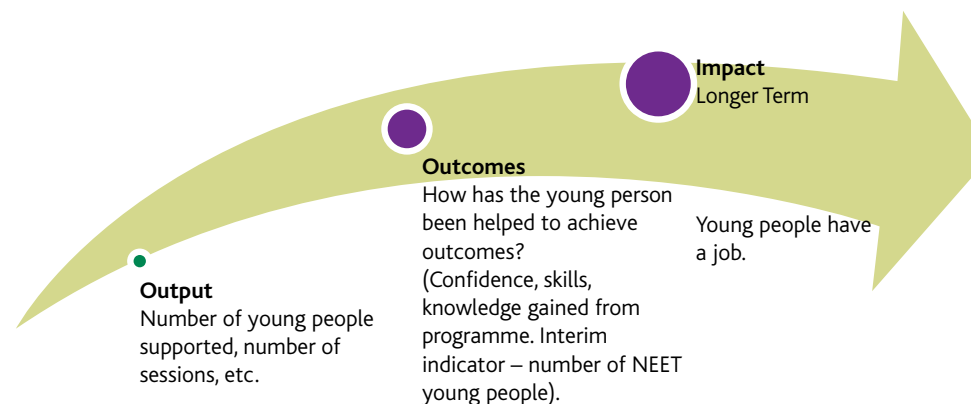 Output
Number of young people
supported, number of
sessions, etc.
Outcomes
How has the young person
been helped to achieve
outcomes?
(Confidence, skills,
knowledge gained from
programme. Interim
indicator – number of NEET
young people).
Impact
Longer Term
Young people have
a job.